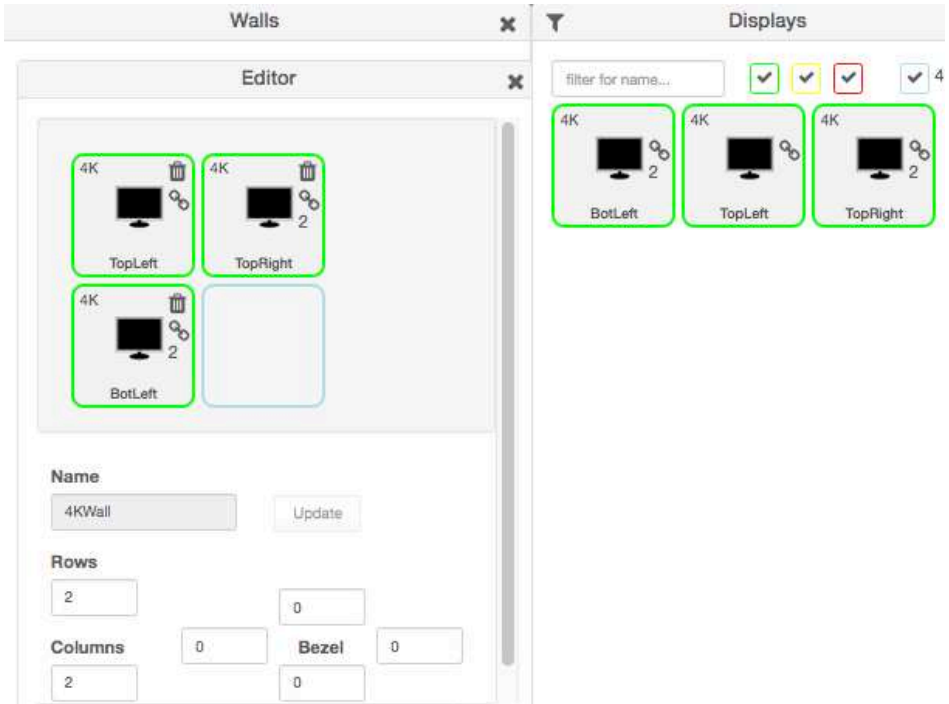 Walls
Editor
4K
4K
2
TopLeft
TopRight
4K
2
BotLeft
Name
4KWall
Update
Rows
2
0
Columns
0
Bezel
0
2
0
Displays
filter for name...
4
4K
4K
4K
2
2
BotLeft
TopLeft
TopRight